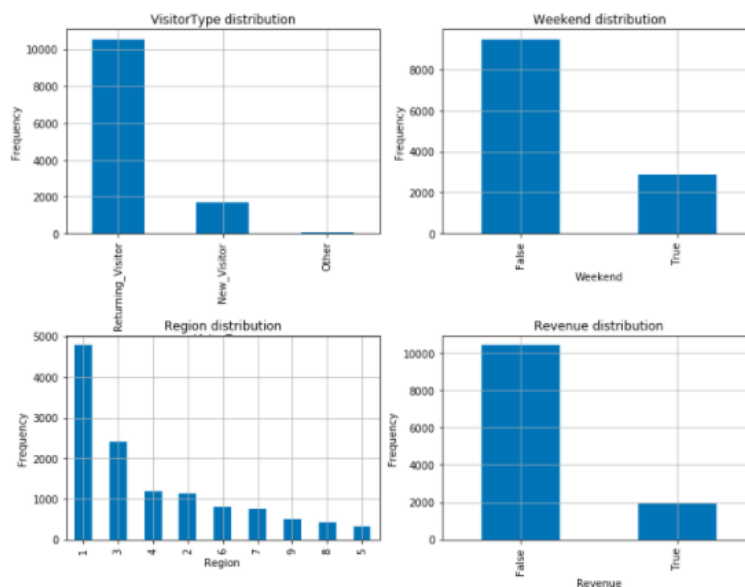 VisitorType distribution
10000
8000
6000
4000
2000
0
Frequency
Returning_Visitor
New_Visitor
Other
Weekend distribution
8000
6000
4000
2000
0
Frequency
False
True
Weekend
Region distribution
5000
4000
3000
2000
1000
0
Frequency
1
3
4
2
6
7
9
8
5
Region
Revenue distribution
10000
8000
6000
4000
2000
0
Frequency
False
True
Revenue